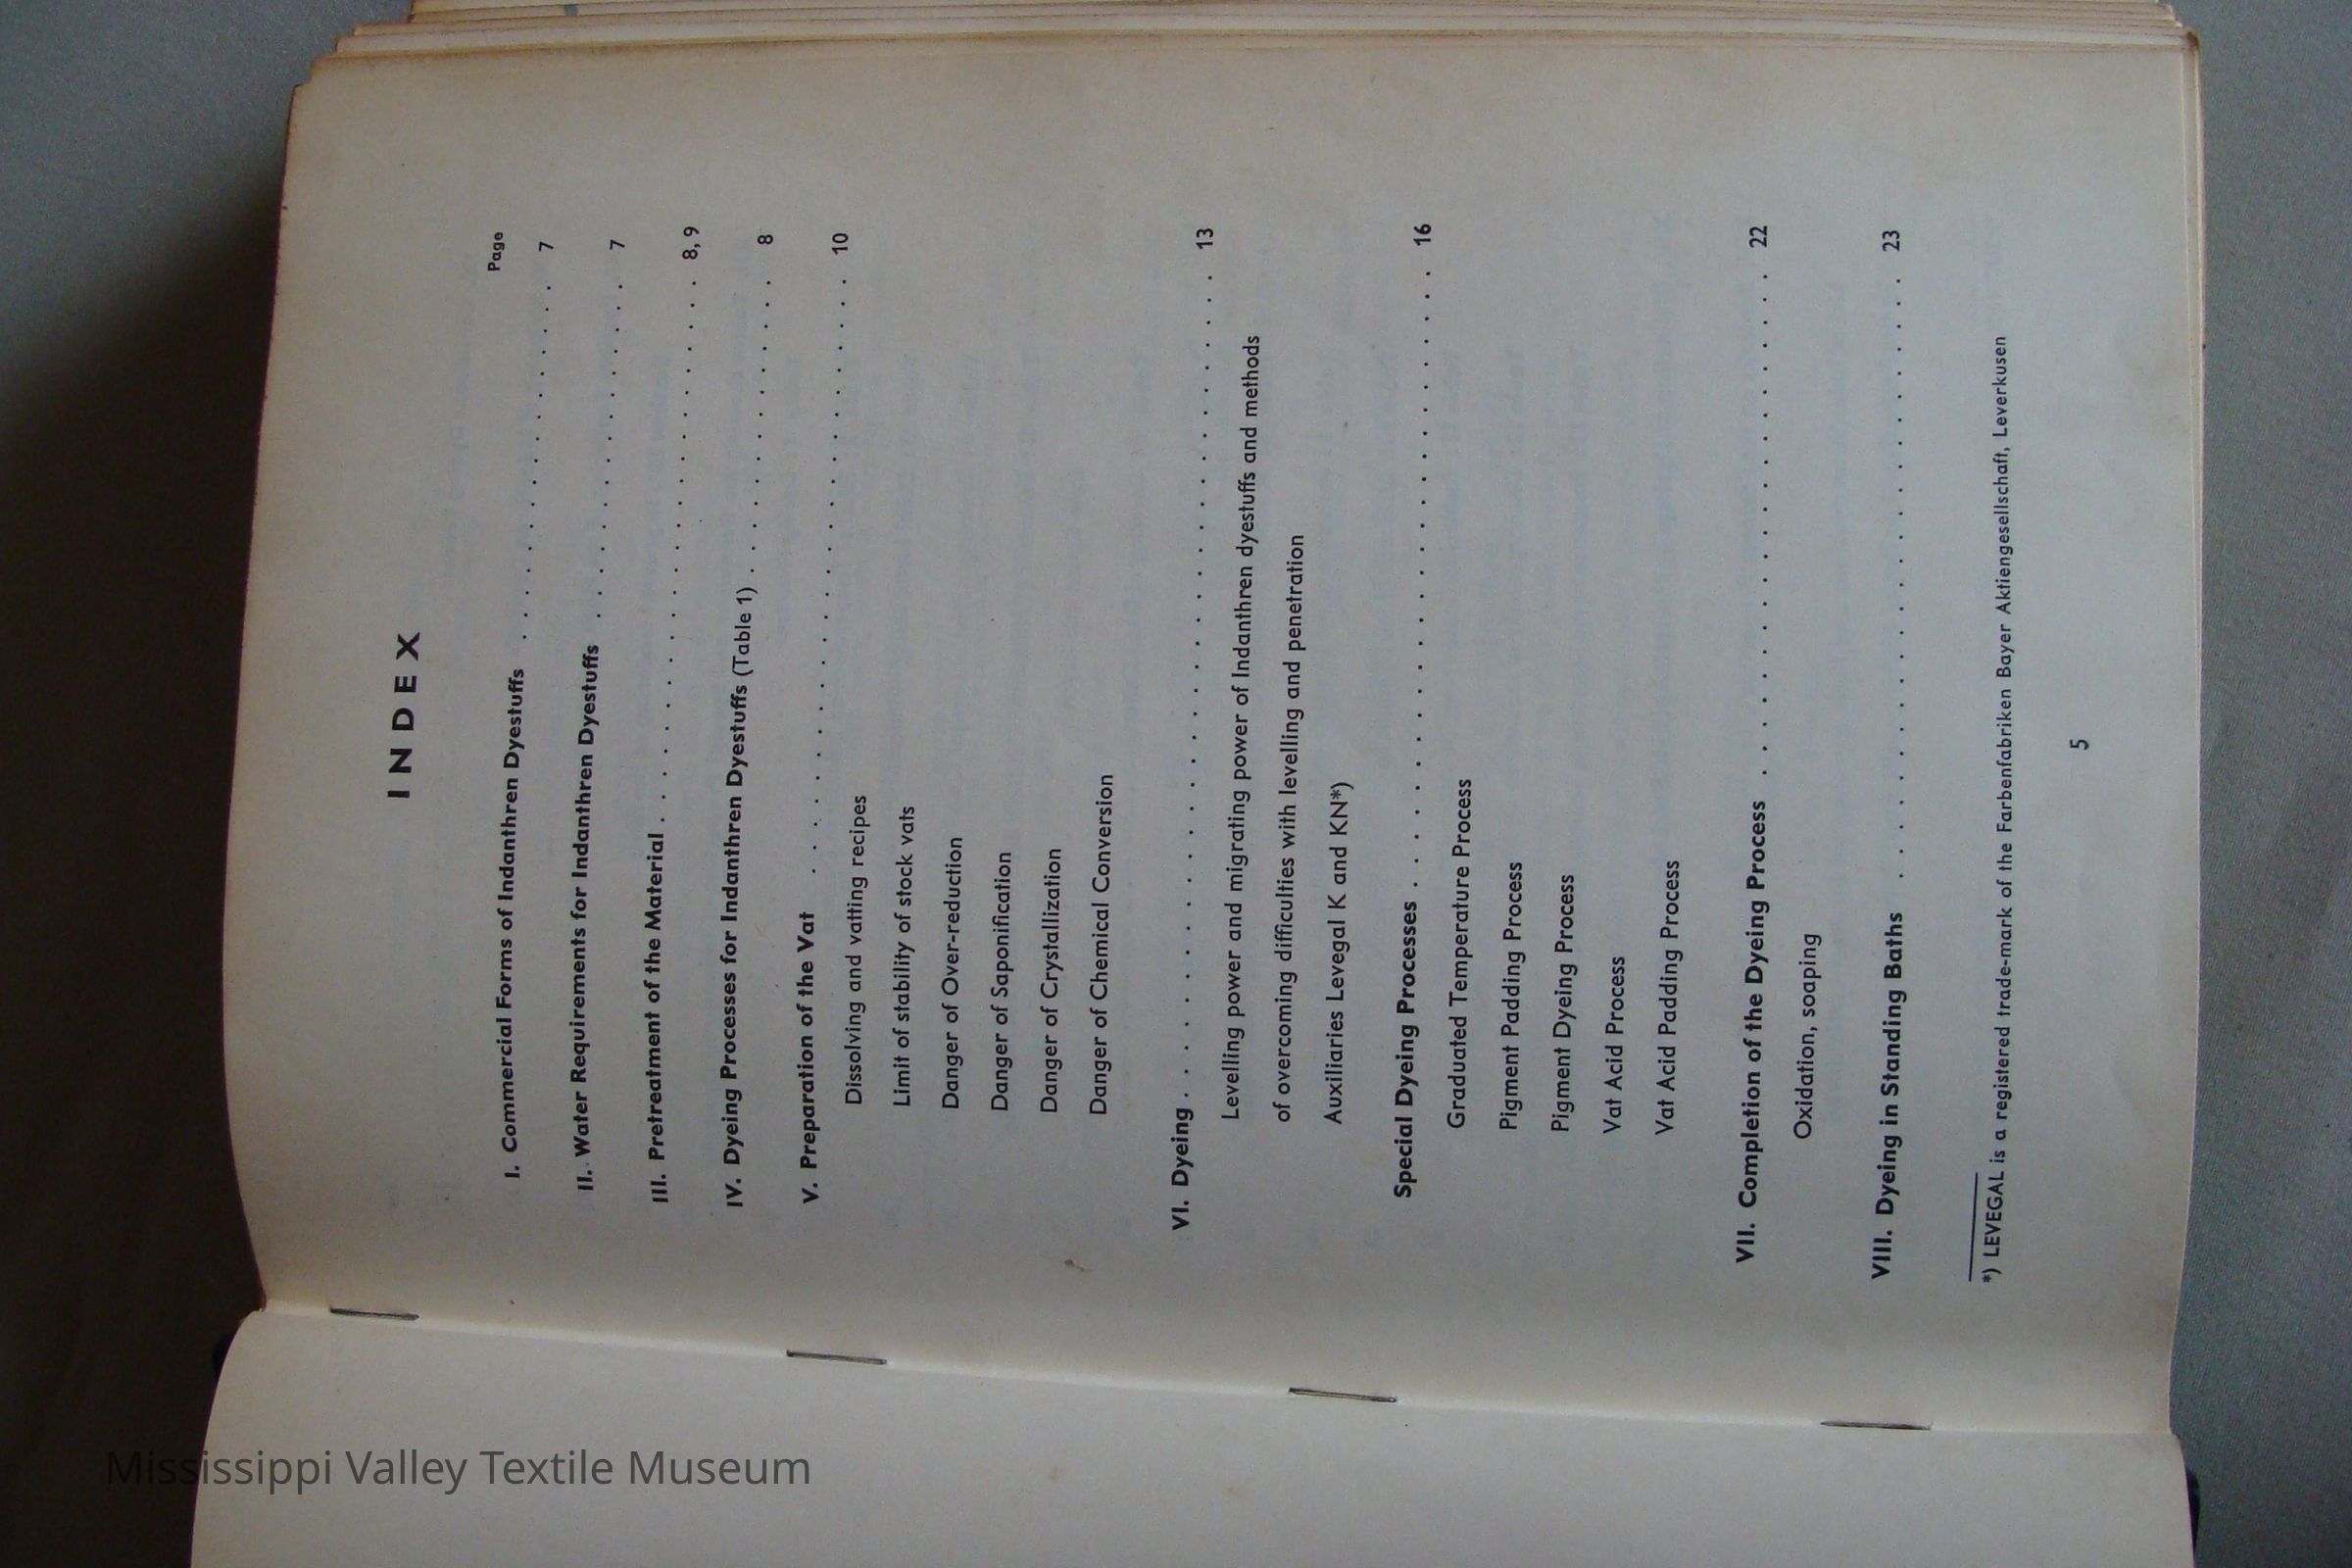 INDEX
Page
I. Commercial Forms of Indanthren Dyestuffs . . . . . . . . . . . . . . . . 7
II. Water Requirements for Indanthren Dyestuffs . . . . . . . . . . . . . . . 7
III. Pretreatment of the Material . . . . . . . . . . . . . . . . . . . . . . . 8, 9
IV. Dyeing Processes for Indanthren Dyestuffs (Table 1) . . . . . . . . . . . . . 8
V. Preparation of the Vat . . . . . . . . . . . . . . . . . . . . . . . . . 10
Dissolving and vatting recipes
Limit of stability of stock vats
Danger of Over-reduction
Danger of Saponification
Danger of Crystallization
Danger of Chemical Conversion
VI. Dyeing . . . . . . . . . . . . . . . . . . . . . . . . . . . . . . . . . . . 13
Levelling power and migrating power of Indanthren dyestuffs and methods
of overcoming difficulties with levelling and penetration
Auxiliaries Levegal K and KN*)
Special Dyeing Processes . . . . . . . . . . . . . . . . . . . . . . . . . . 16
Graduated Temperature Process
Pigment Padding Process
Pigment Dyeing Process
Vat Acid Process
Vat Acid Padding Process
VII. Completion of the Dyeing Process . . . . . . . . . . . . . . . . . . . . . 22
Oxidation, soaping
VIII. Dyeing in Standing Baths . . . . . . . . . . . . . . . . . . . . . . . . . 23
*) LEVEGAL is a registered trade-mark of the Farbenfabriken Bayer Aktiengesellschaft, Leverkusen
5
Mississippi Valley Textile Museum